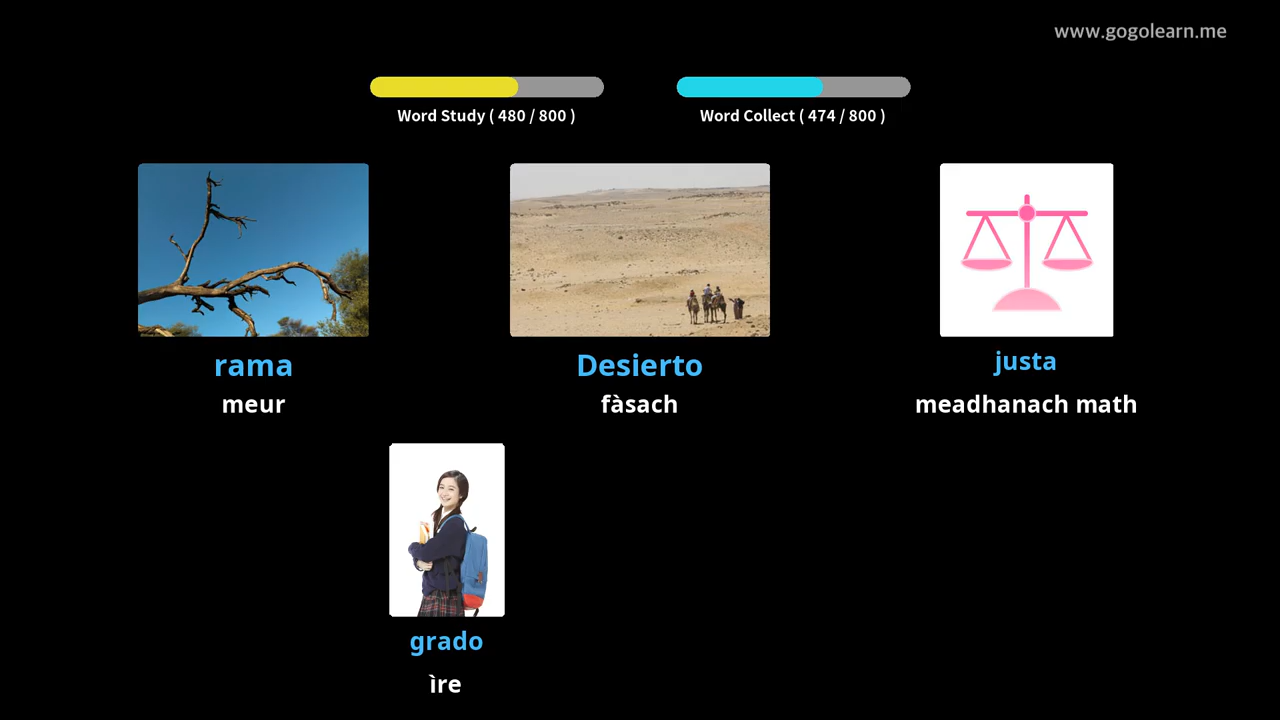 www.gogolearn.me
Word Study ( 480 / 800 )
Word Collect ( 474 / 800 )
rama
Desierto
justa
meur
fàsach
meadhanach math
grado
ìre